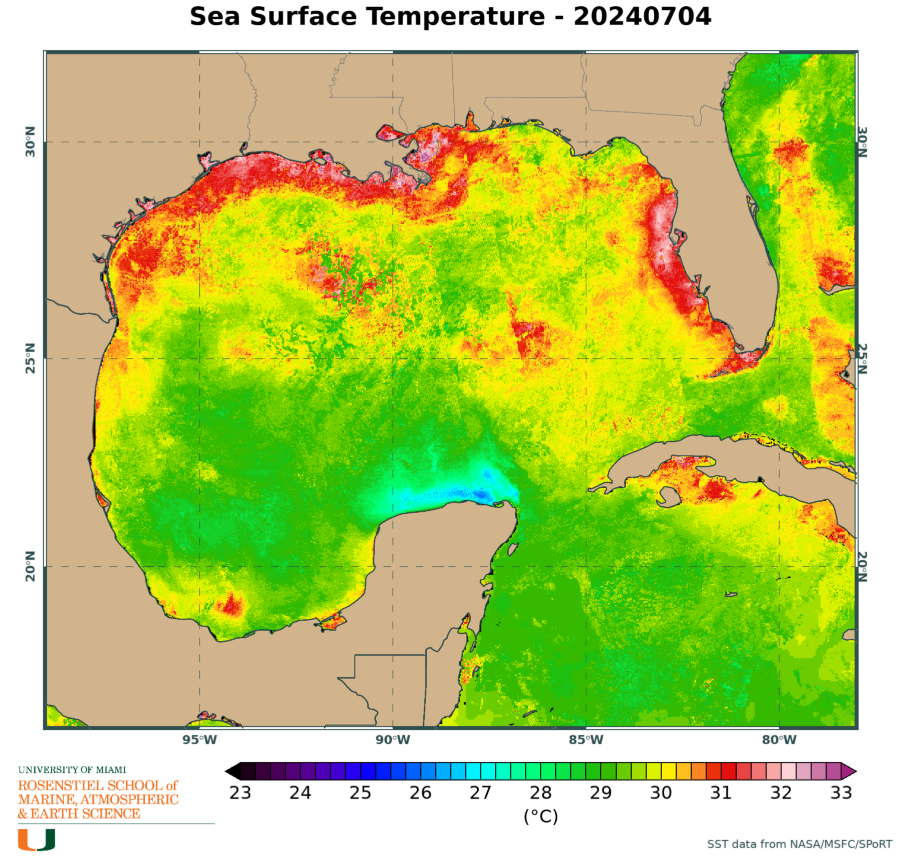 Sea Surface Temperature - 20240704
30°N
30°N
25°N
25°N
20°N
20°N
95°W
90°W
85°W
80°W
23
24
25
26
27
28
29
30
31
32
33
(°C)
UNIVERSITY OF MIAMI
ROSENSTIEL SCHOOL of
MARINE, ATMOSPHERIC
& EARTH SCIENCE
SST data from NASA/MSFC/SPoRT